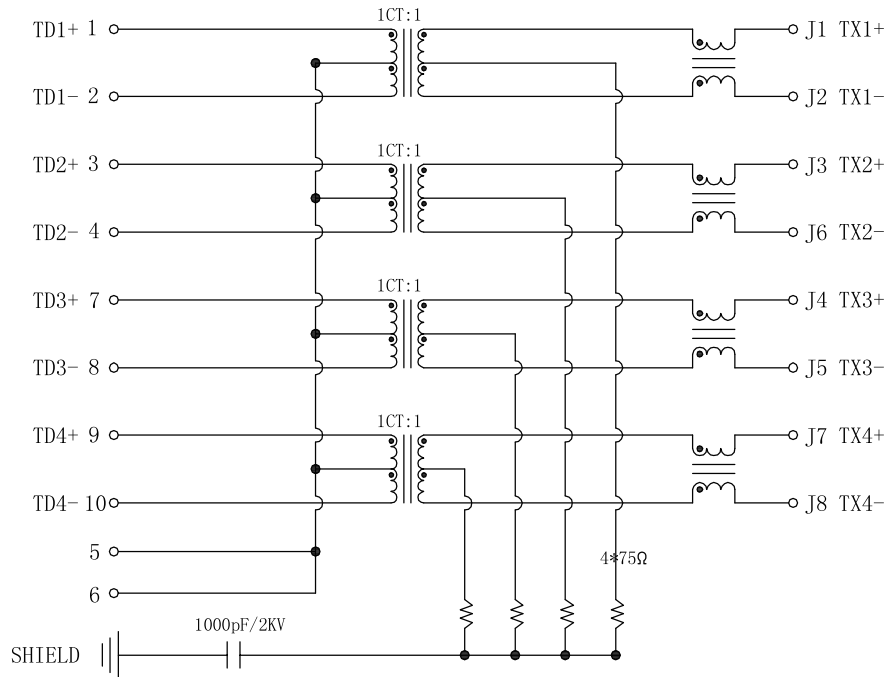 1CT:1
TD1+ 1 J1 TX1+
TD1- 2 J2 TX1-
1CT:1
TD2+ 3 J3 TX2+
TD2- 4 J6 TX2-
1CT:1
TD3+ 7 J4 TX3+
TD3- 8 J5 TX3-
1CT:1
TD4+ 9 J7 TX4+
TD4- 10 J8 TX4-
5
4*75Ω
6
1000pF/2KV
SHIELD